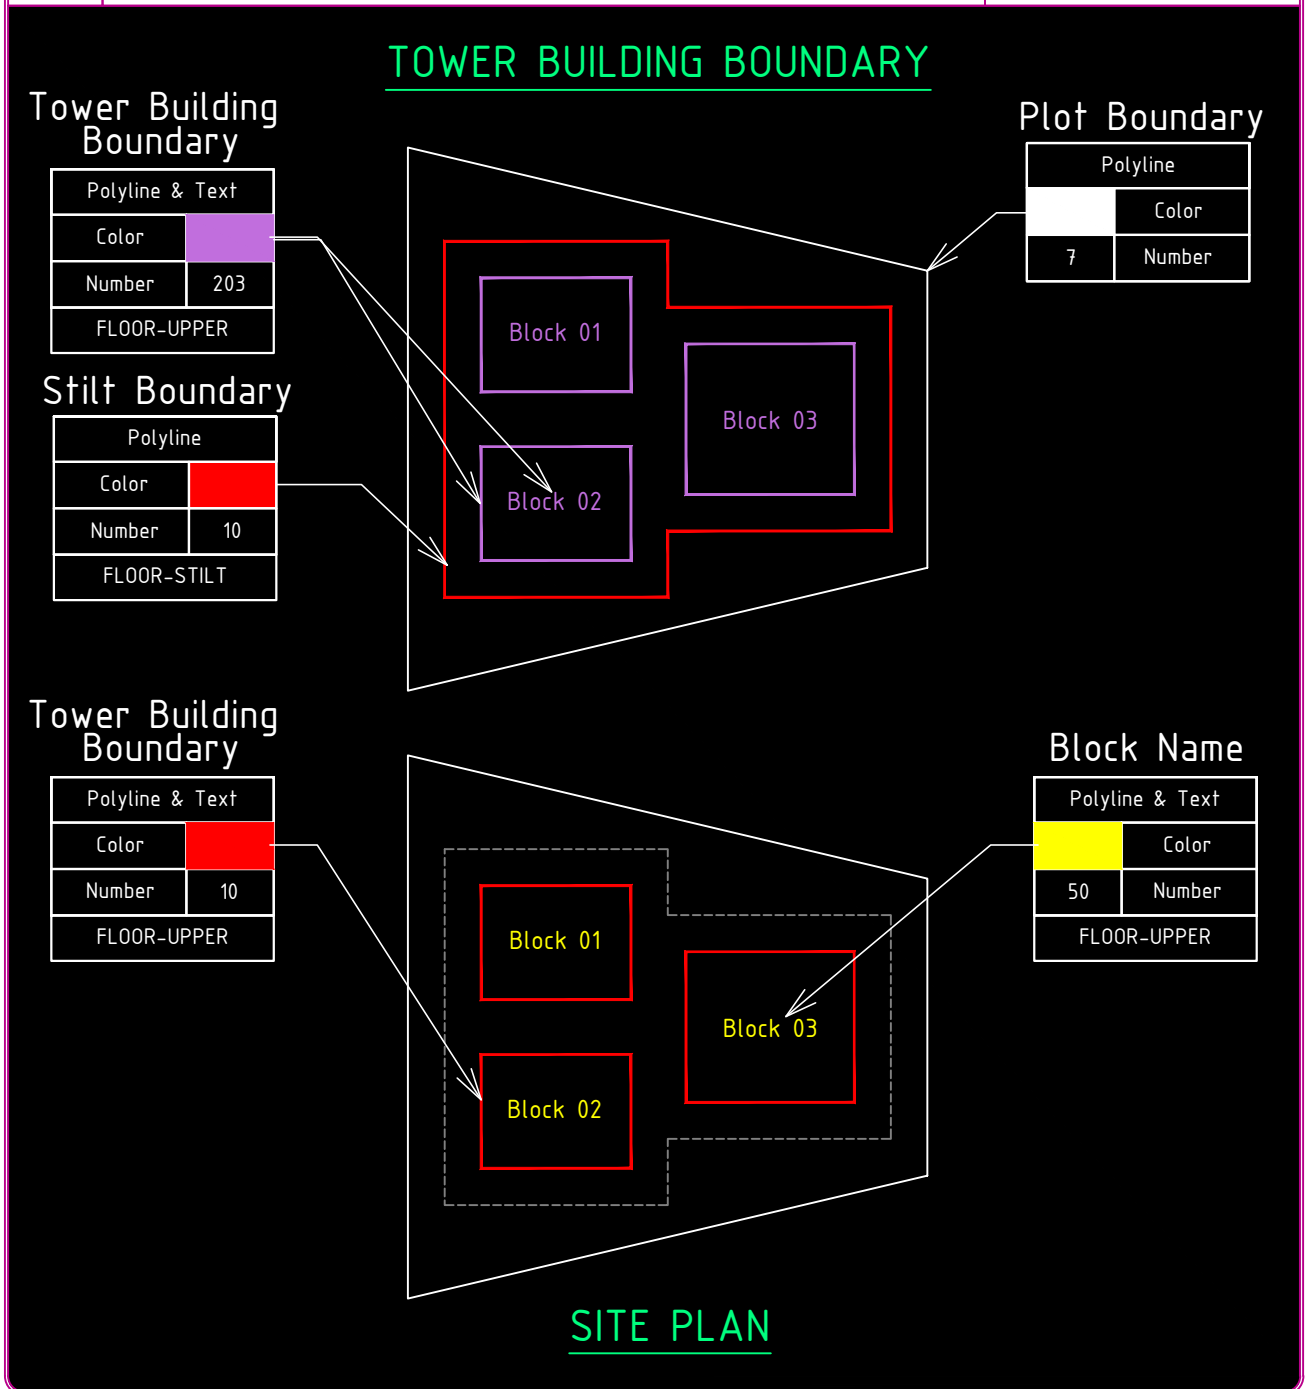 TOWER BUILDING BOUNDARY
Tower Building
Boundary
Polyline & Text
Color
Number 203
FLOOR-UPPER
Plot Boundary
Polyline
Color
7 Number
Stilt Boundary
Polyline
Color
Number 10
FLOOR-STILT
Block 01
Block 03
Block 02
Tower Building
Boundary
Polyline & Text
Color
Number 10
FLOOR-UPPER
Block Name
Polyline & Text
Color
50 Number
FLOOR-UPPER
Block 01
Block 03
Block 02
SITE PLAN